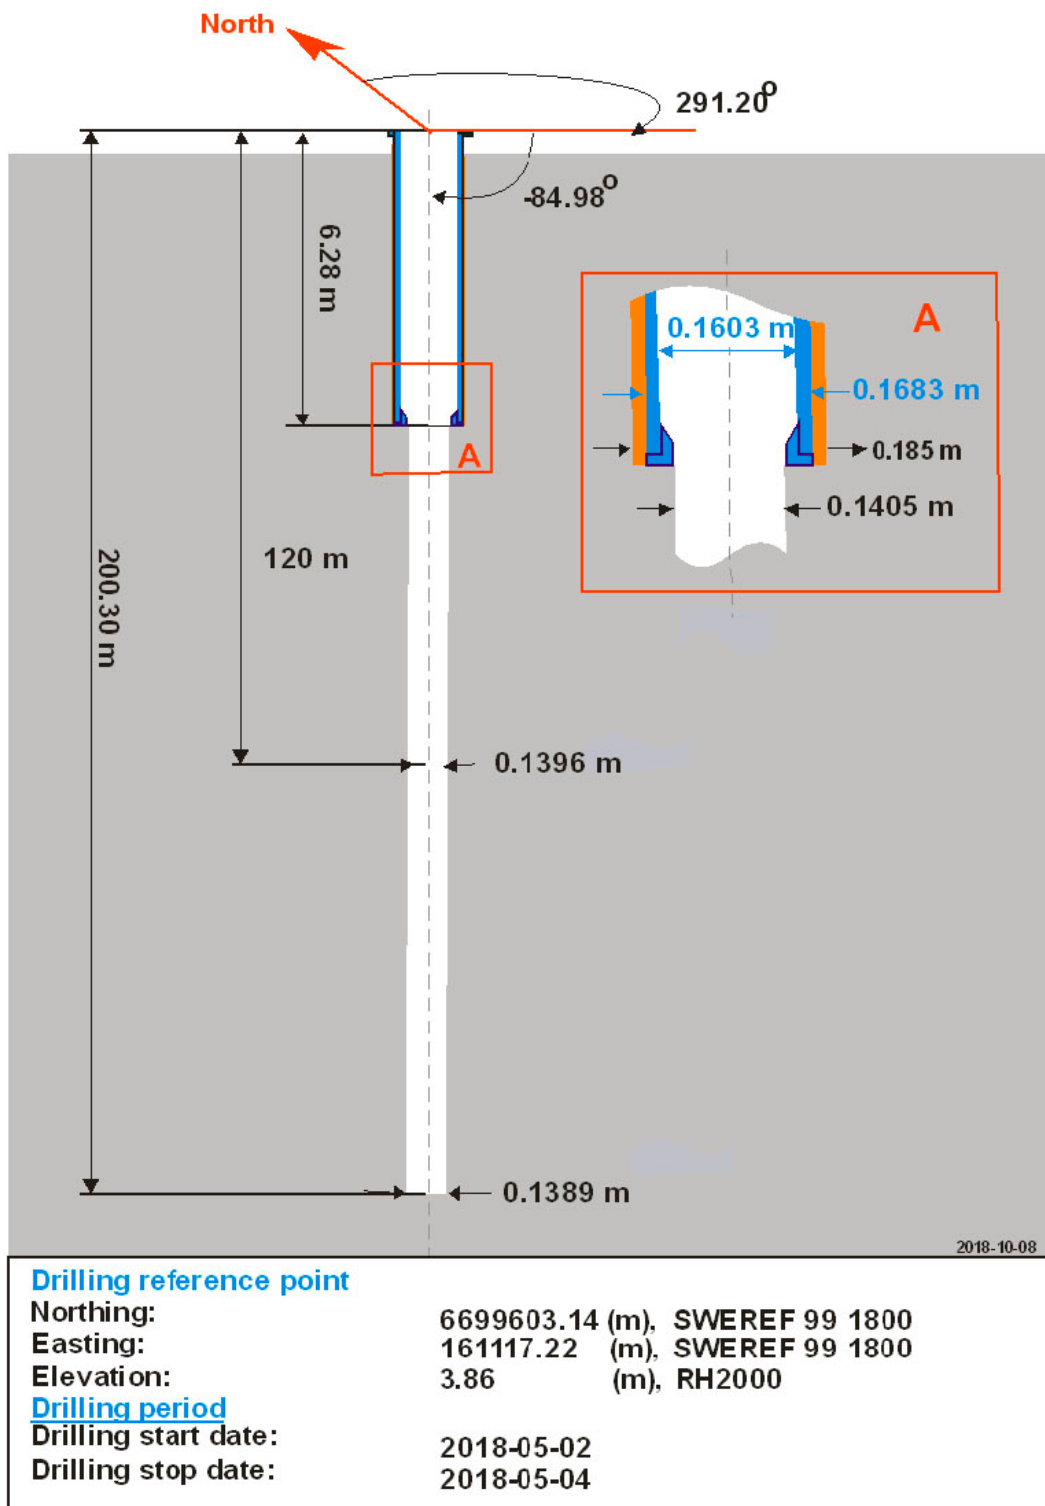 North
291.20°
-84.98°
6.28 m
A
0.1603 m
0.1683 m
0.185 m
0.1405 m
A
120 m
200.30 m
0.1396 m
0.1389 m
2018-10-08
Drilling reference point
Northing: 6699603.14 (m), SWEREF 99 1800
Easting: 161117.22 (m), SWEREF 99 1800
Elevation: 3.86 (m), RH2000
Drilling period
Drilling start date: 2018-05-02
Drilling stop date: 2018-05-04